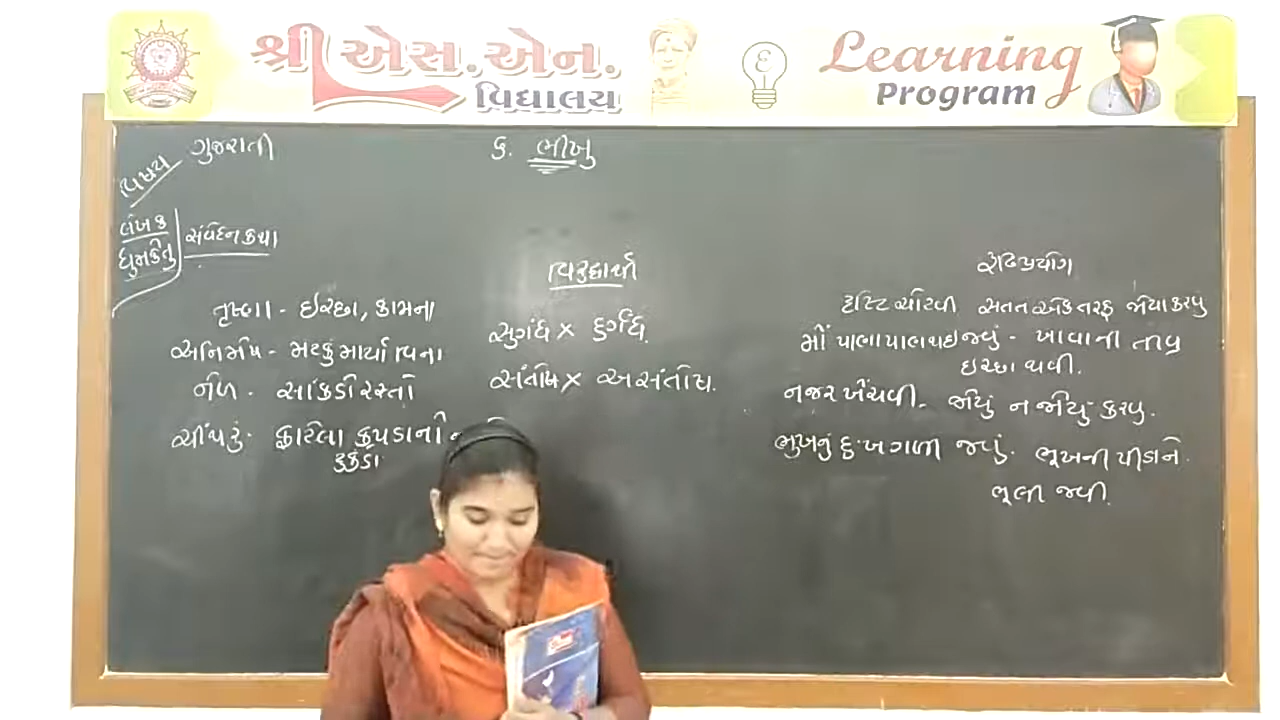 શ્રી એસ.એન.
વિદ્યાલય
Learning
Program
વિષય ગુજરાતી
૬. ભીખુ
લેખક
ધુમકેતુ
સંવેદનકથા
તૃષ્ણા - ઇચ્છા, કામના
અનિમેષ - મટકું માર્યા વિના
નેળ - સાંકડો રસ્તો
ચીંથરું - ફાટેલા કપડાનો
ટુકડા
વિરુદ્ધાર્થી
સુગંધ × દુર્ગંધ.
સંતોષ × અસંતોષ.
રૂઢિપ્રયોગ
દૃષ્ટિ ચોંટવી સતત એક તરફ જોયા કરવુ
મોં પાણી પાણી થઇ જવું - ખાવાની તીવ્ર
ઇચ્છા થવી.
નજર ખેંચવી - જોયું ન જોયુ કરવુ.
ભુખનું દુ:ખ ગળી જવું. ભૂખની પીડાને
ભૂલી જવી.